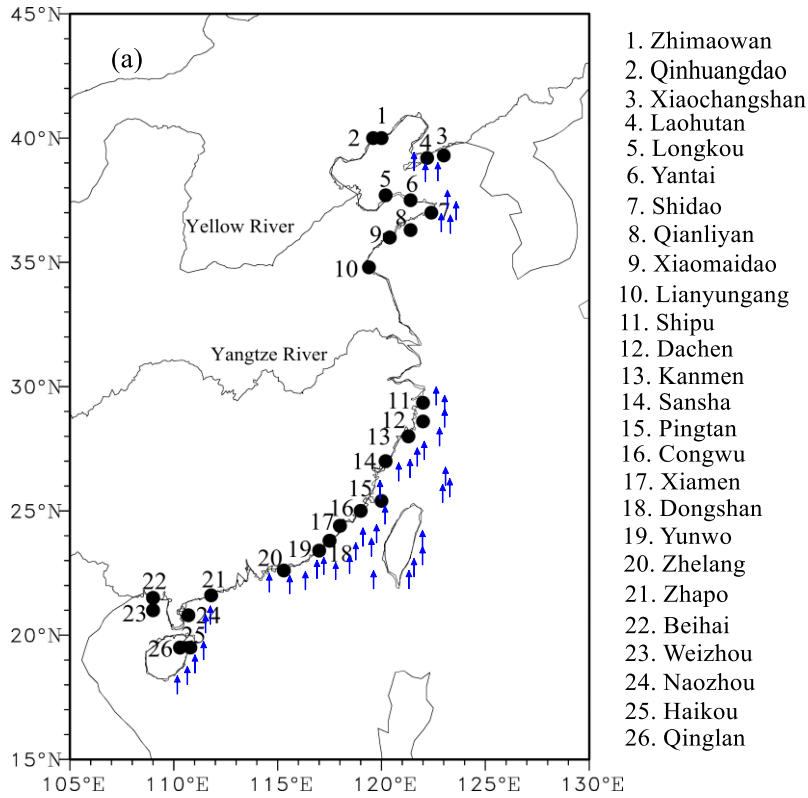 45°N
(a)
40°N
35°N
30°N
25°N
20°N
15°N
105°E
110°E
115°E
120°E
125°E
130°E
1
2
3
4
5
6
7
8
9
10
Yellow River
Yangtze River
11
12
13
14
15
16
17
18
19
20
21
22
23
24
25
26
1. Zhimaowan
2. Qinhuangdao
3. Xiaochangshan
4. Laohutan
5. Longkou
6. Yantai
7. Shidao
8. Qianliyan
9. Xiaomaidao
10. Lianyungang
11. Shipu
12. Dachen
13. Kanmen
14. Sansha
15. Pingtan
16. Congwu
17. Xiamen
18. Dongshan
19. Yunwo
20. Zhelang
21. Zhapo
22. Beihai
23. Weizhou
24. Naozhou
25. Haikou
26. Qinglan